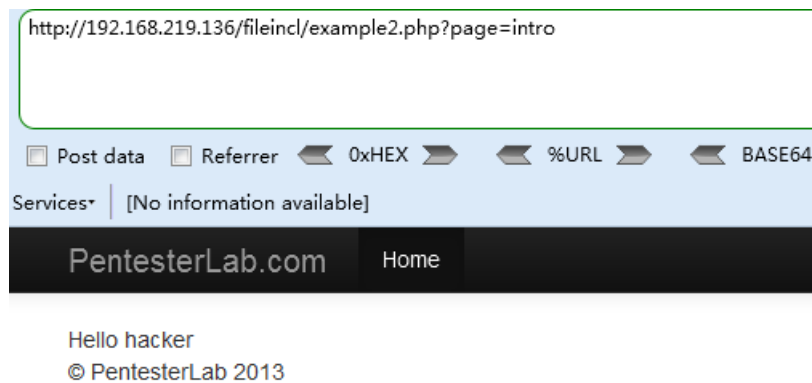 http://192.168.219.136/fileincl/example2.php?page=intro
Post data Referrer 0xHEX %URL BASE64
Services [No information available]
PentesterLab.com Home
Hello hacker
© PentesterLab 2013